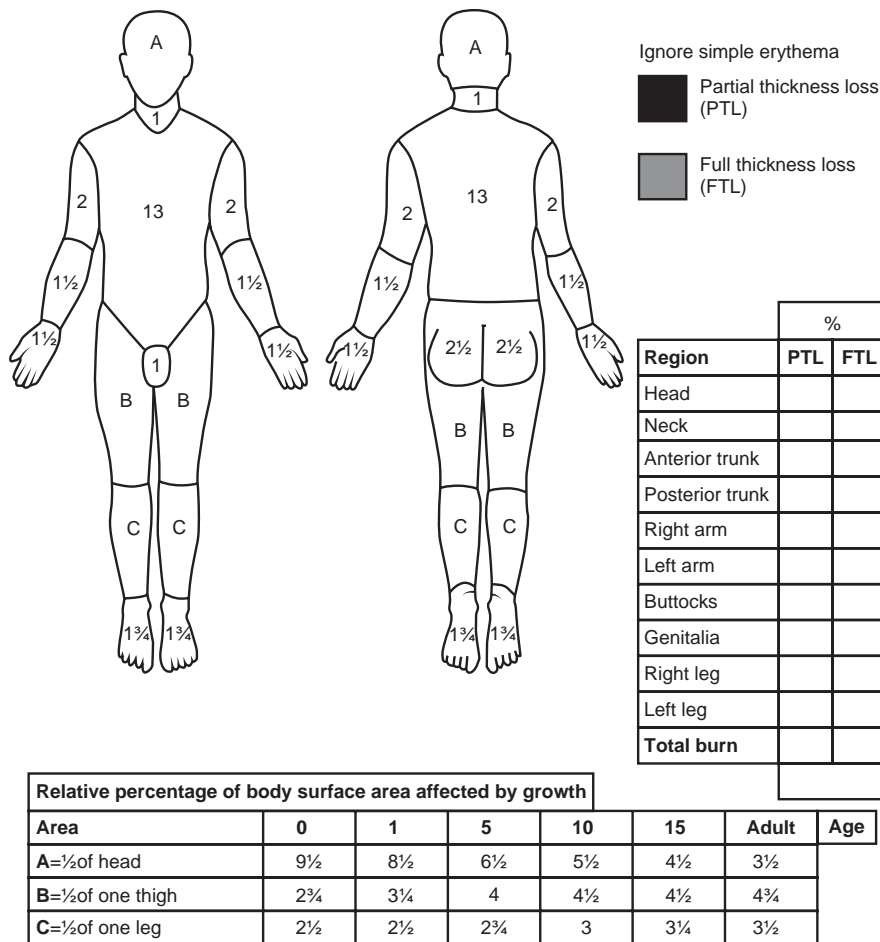 A
1
2
13
2
1½
1½
1½
1½
1
B
B
C
C
1¾
1¾
A
1
2
13
2
1½
1½
1½
1½
2½
2½
B
B
C
C
1¾
1¾
Ignore simple erythema
Partial thickness loss
(PTL)
Full thickness loss
(FTL)
%
Region PTL FTL
Head
Neck
Anterior trunk
Posterior trunk
Right arm
Left arm
Buttocks
Genitalia
Right leg
Left leg
Total burn
Relative percentage of body surface area affected by growth
Area 0 1 5 10 15 Adult Age
A=½of head 9½ 8½ 6½ 5½ 4½ 3½
B=½of one thigh 2¾ 3¼ 4 4½ 4½ 4¾
C=½of one leg 2½ 2½ 2¾ 3 3¼ 3½